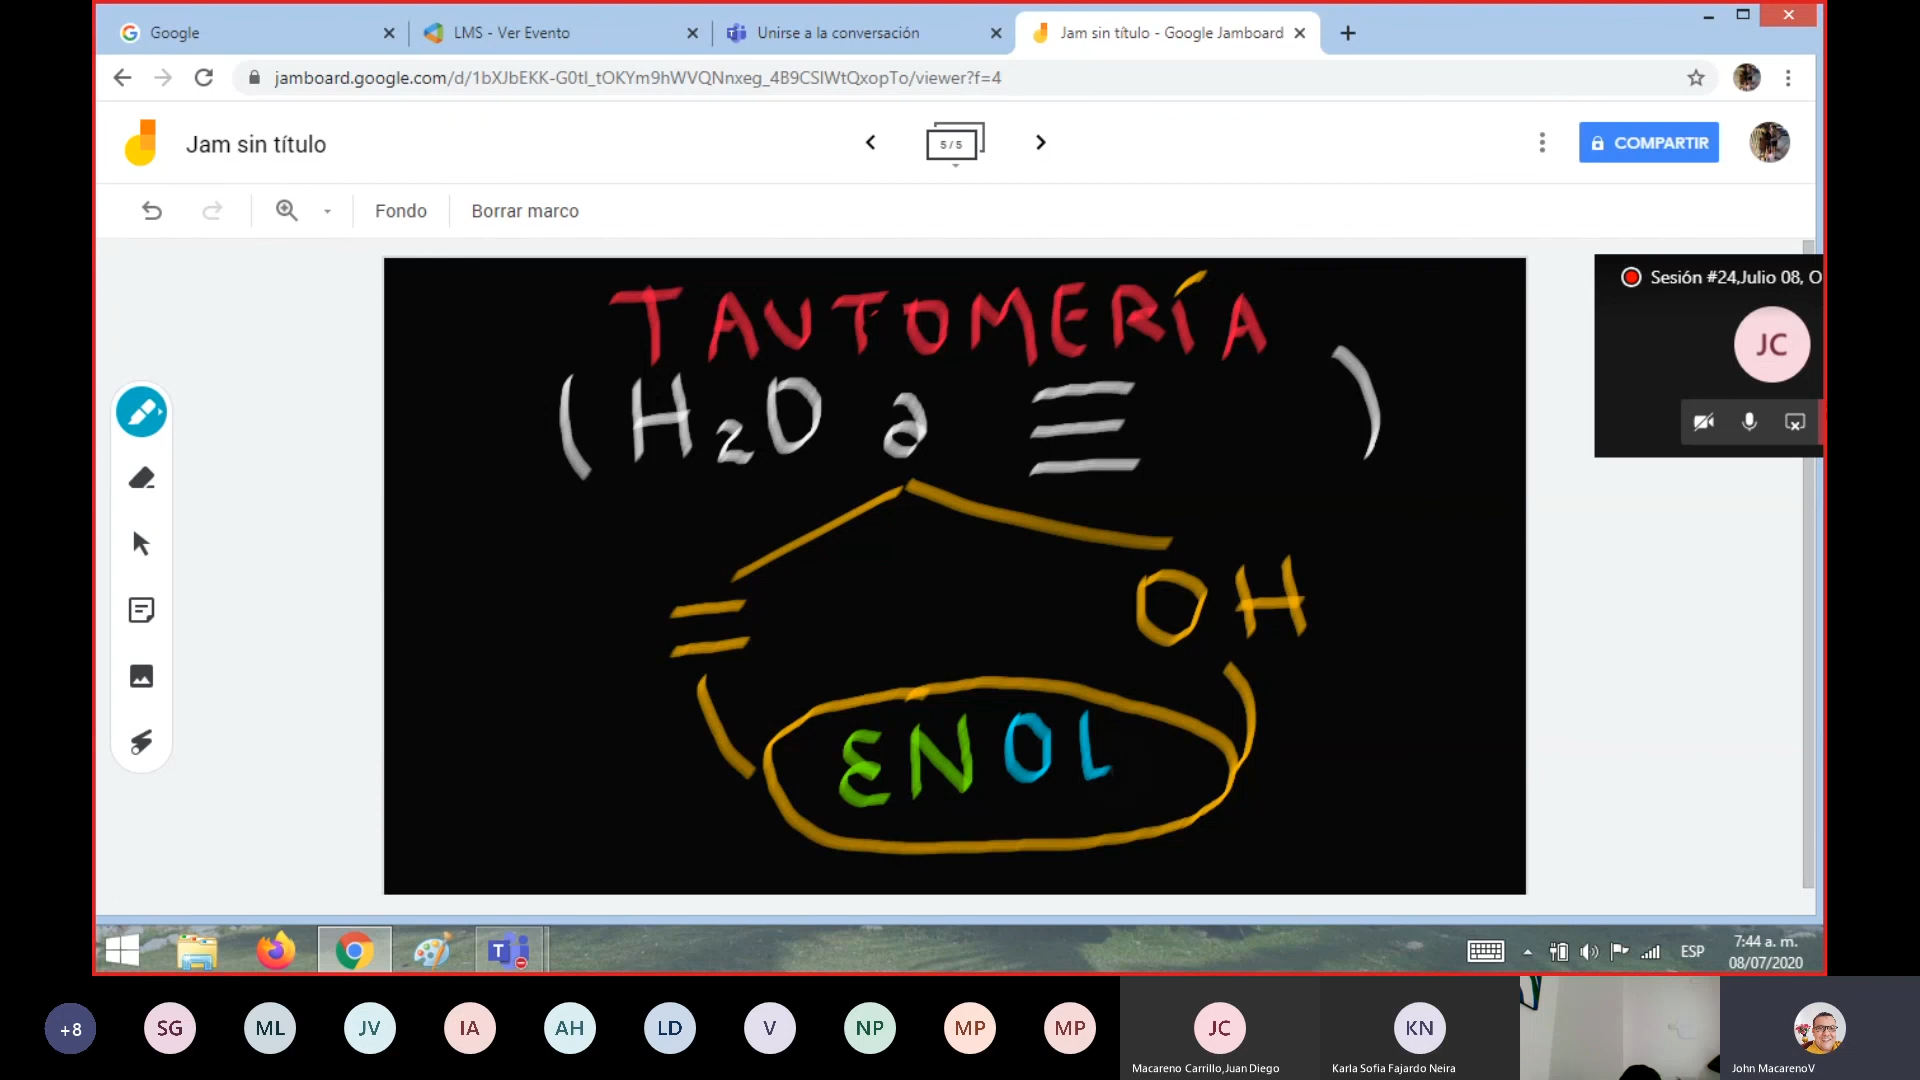 Google
LMS - Ver Evento
Unirse a la conversación
Jam sin título - Google Jamboard
jamboard.google.com/d/1bXJbEKK-G0tI_tOKYm9hWVQNnxeg_4B9CSIWtQxopTo/viewer?f=4
Jam sin título
5 / 5
COMPARTIR
Fondo
Borrar marco
TAUTOMERÍA
(H₂O a ≡ )
= OH
ENOL
Sesión #24,Julio 08, O
JC
ESP
7:44 a. m.
08/07/2020
+8
SG
ML
JV
IA
AH
LD
V
NP
MP
MP
JC
KN
Macareno Carrillo,Juan Diego
Karla Sofia Fajardo Neira
John MacarenoV